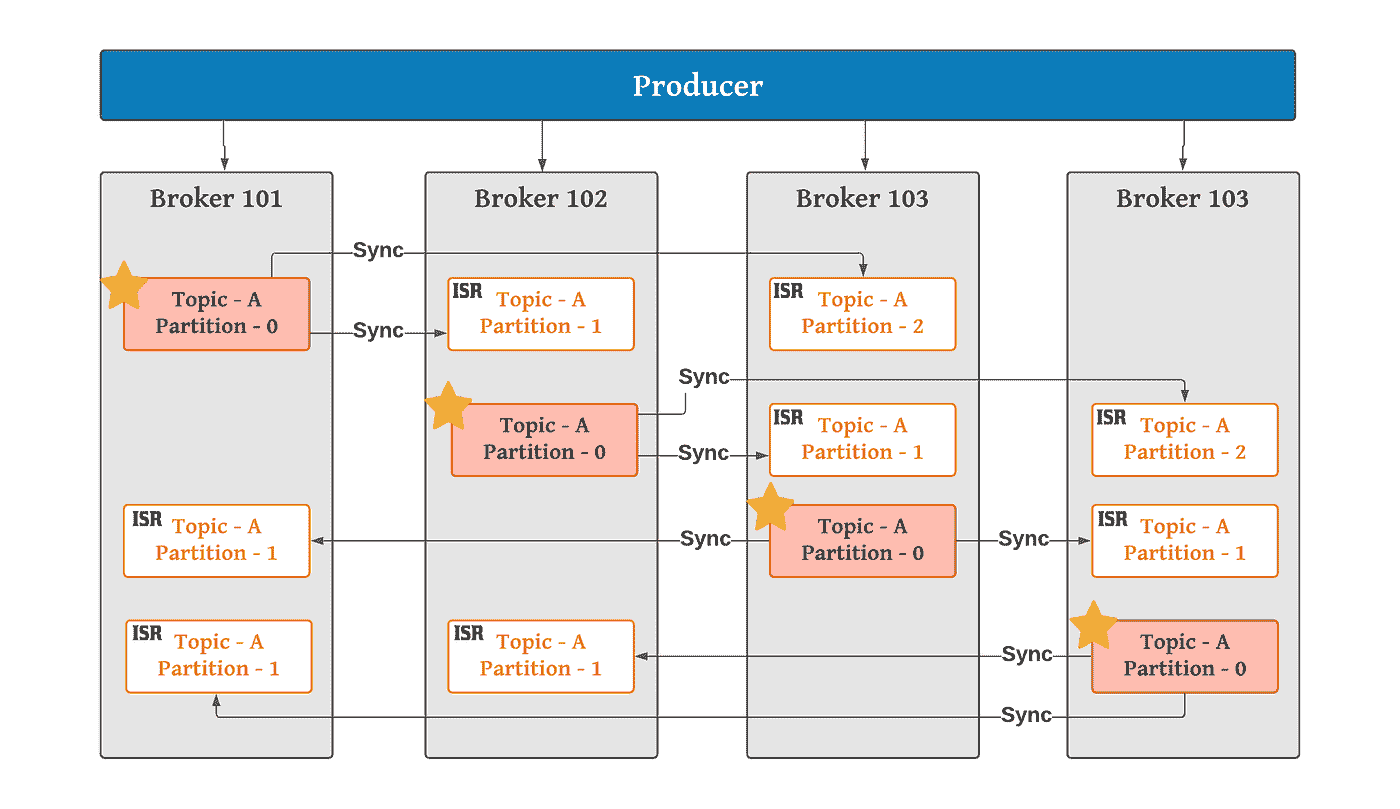 Producer
Broker 101
Broker 102
Broker 103
Broker 103
Sync
Topic - A
Partition - 0
Sync
ISR
Topic - A
Partition - 1
ISR
Topic - A
Partition - 2
Sync
Topic - A
Partition - 0
Sync
ISR
Topic - A
Partition - 1
ISR
Topic - A
Partition - 2
ISR
Topic - A
Partition - 1
Sync
Topic - A
Partition - 0
Sync
ISR
Topic - A
Partition - 1
ISR
Topic - A
Partition - 1
ISR
Topic - A
Partition - 1
Sync
Topic - A
Partition - 0
Sync